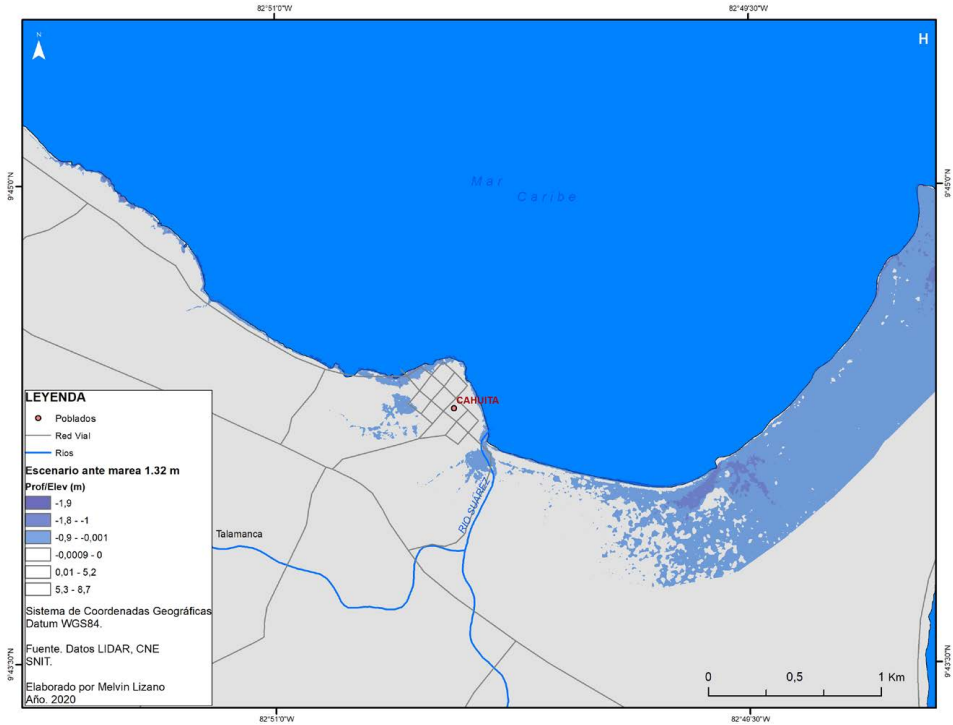 82°51'0"W
82°49'30"W
N
H
9°45'0"N
9°45'0"N
Mar
Caribe
CAHUITA
RIO SUÁREZ
Talamanca
LEYENDA
Poblados
Red Vial
Rios
Escenario ante marea 1.32 m
Prof/Elev (m)
-1,9
-1,8 - -1
-0,9 - -0,001
-0,0009 - 0
0,01 - 5,2
5,3 - 8,7
Sistema de Coordenadas Geográficas
Datum WGS84.
Fuente. Datos LIDAR, CNE
SNIT.
Elaborado por Melvin Lizano
Año. 2020
0
0,5
1 Km
9°43'30"N
9°43'30"N
82°51'0"W
82°49'30"W